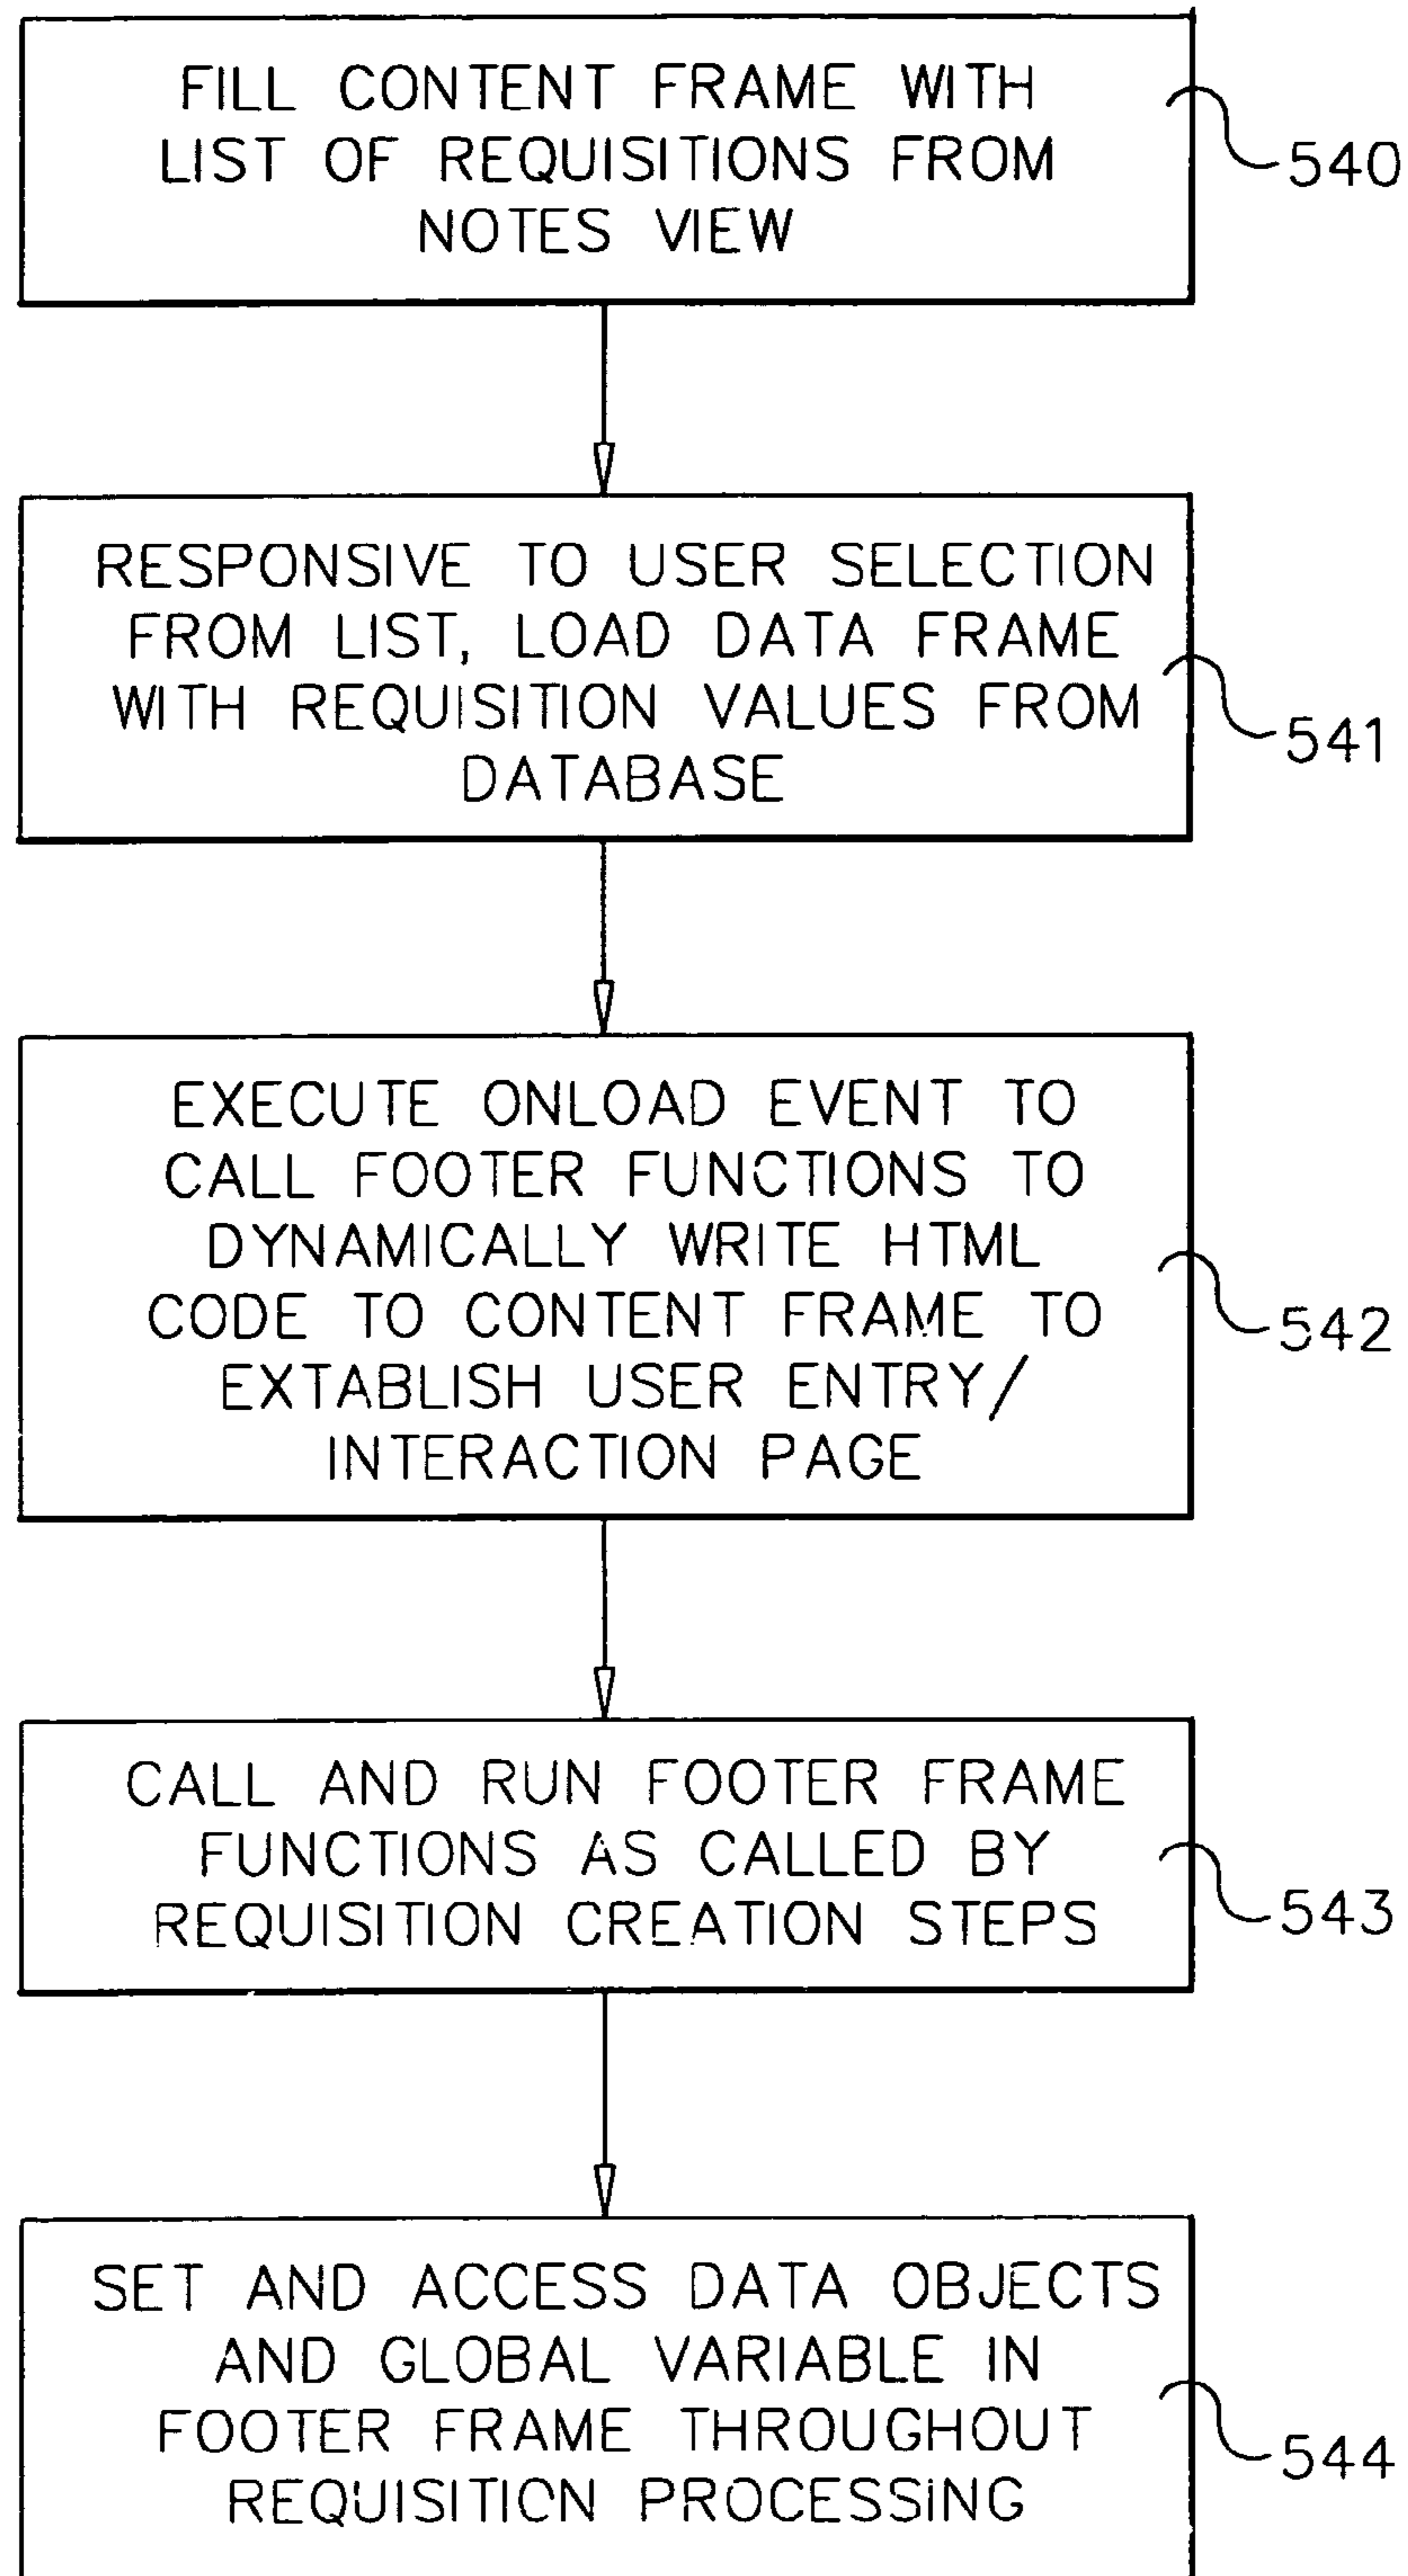 FILL CONTENT FRAME WITH
LIST OF REQUISITIONS FROM
NOTES VIEW
540
RESPONSIVE TO USER SELECTION
FROM LIST, LOAD DATA FRAME
WITH REQUISITION VALUES FROM
DATABASE
541
EXECUTE ONLOAD EVENT TO
CALL FOOTER FUNCTIONS TO
DYNAMICALLY WRITE HTML
CODE TO CONTENT FRAME TO
EXTABLISH USER ENTRY/
INTERACTION PAGE
542
CALL AND RUN FOOTER FRAME
FUNCTIONS AS CALLED BY
REQUISITION CREATION STEPS
543
SET AND ACCESS DATA OBJECTS
AND GLOBAL VARIABLE IN
FOOTER FRAME THROUGHOUT
REQUISITION PROCESSING
544